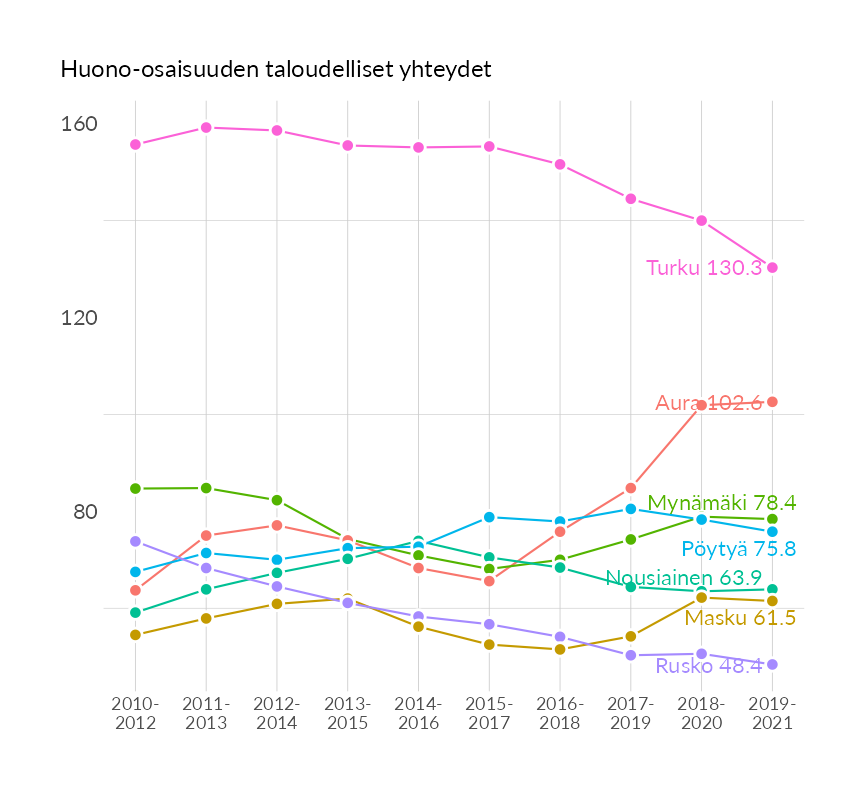 Huono-osaisuuden taloudelliset yhteydet
160
120
80
Turku 130.3
Aura 102.6
Mynämäki 78.4
Pöytyä 75.8
Nousiainen 63.9
Masku 61.5
Rusko 48.4
2010- 2011- 2012- 2013- 2014- 2015- 2016- 2017- 2018- 2019-
2012 2013 2014 2015 2016 2017 2018 2019 2020 2021